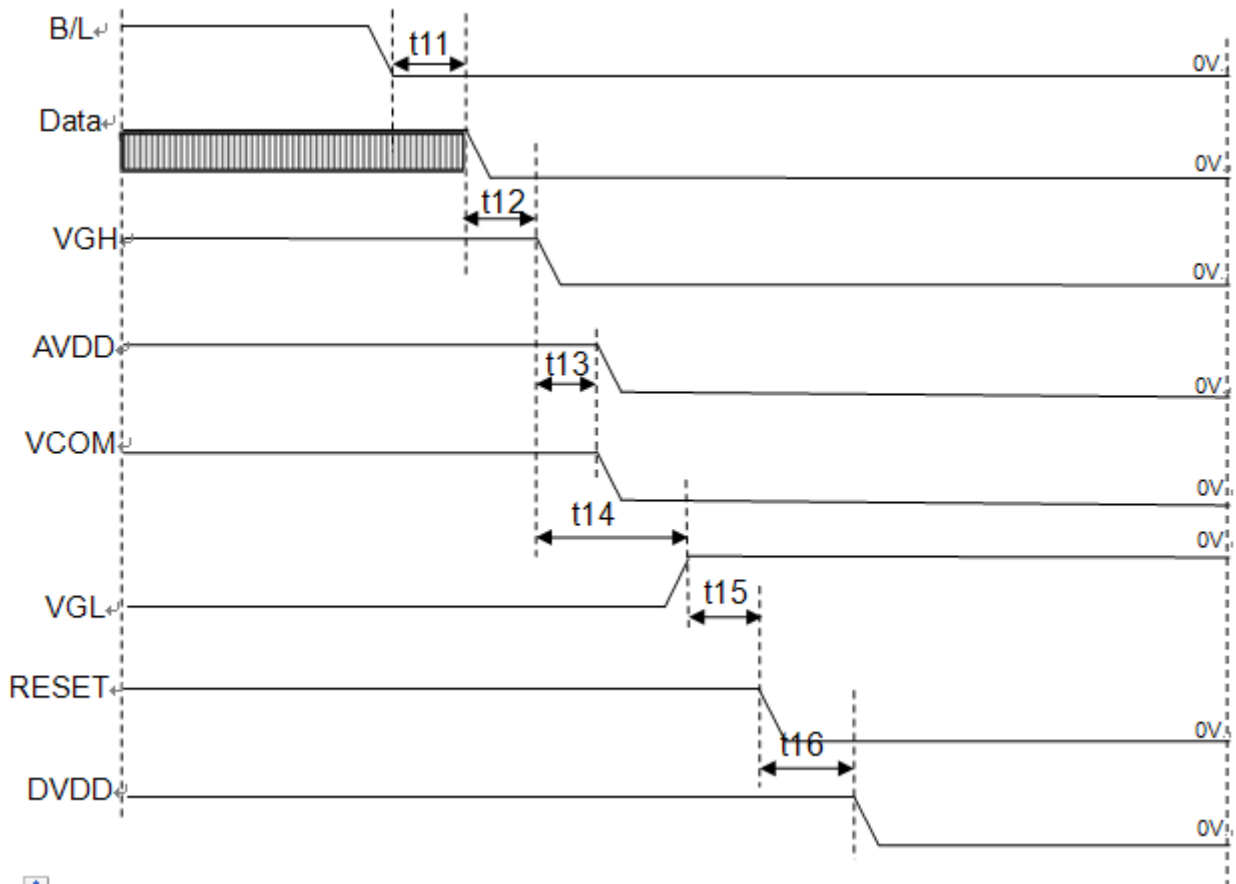 B/L
t11
0V.
Data
0V.
t12
VGH
0V.
AVDD
t13
0V.
VCOM
0V.
t14
0V.
VGL
t15
RESET
0V.
t16
DVDD
0V.